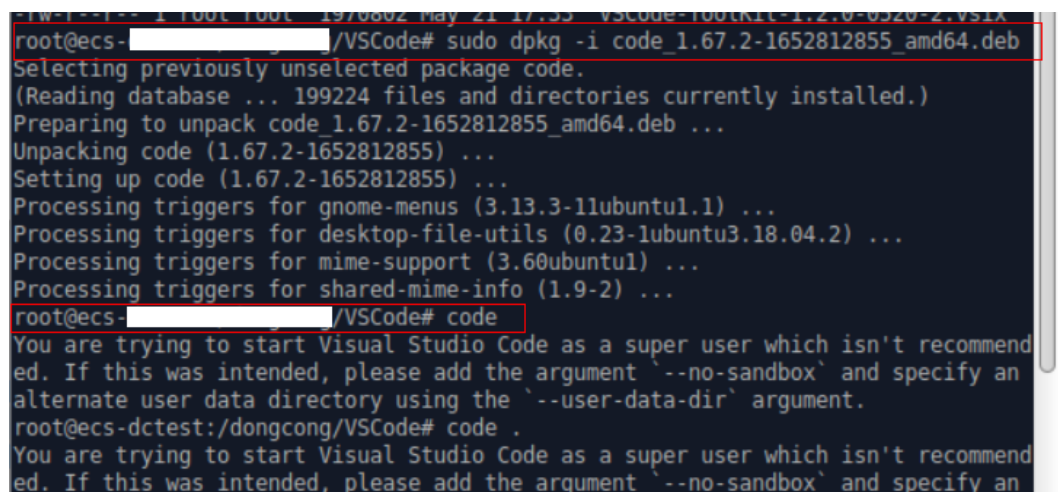 -rw-r--r-- 1 root root 1970802 May 21 17:33 VSCode-TootKit-1.2.0-0520-2.vsix
root@ecs- /VSCode# sudo dpkg -i code_1.67.2-1652812855_amd64.deb
Selecting previously unselected package code.
(Reading database ... 199224 files and directories currently installed.)
Preparing to unpack code_1.67.2-1652812855_amd64.deb ...
Unpacking code (1.67.2-1652812855) ...
Setting up code (1.67.2-1652812855) ...
Processing triggers for gnome-menus (3.13.3-11ubuntu1.1) ...
Processing triggers for desktop-file-utils (0.23-1ubuntu3.18.04.2) ...
Processing triggers for mime-support (3.60ubuntu1) ...
Processing triggers for shared-mime-info (1.9-2) ...
root@ecs- /VSCode# code
You are trying to start Visual Studio Code as a super user which isn't recommend
ed. If this was intended, please add the argument `--no-sandbox` and specify an
alternate user data directory using the `--user-data-dir` argument.
root@ecs-dctest:/dongcong/VSCode# code .
You are trying to start Visual Studio Code as a super user which isn't recommend
ed. If this was intended, please add the argument `--no-sandbox` and specify an